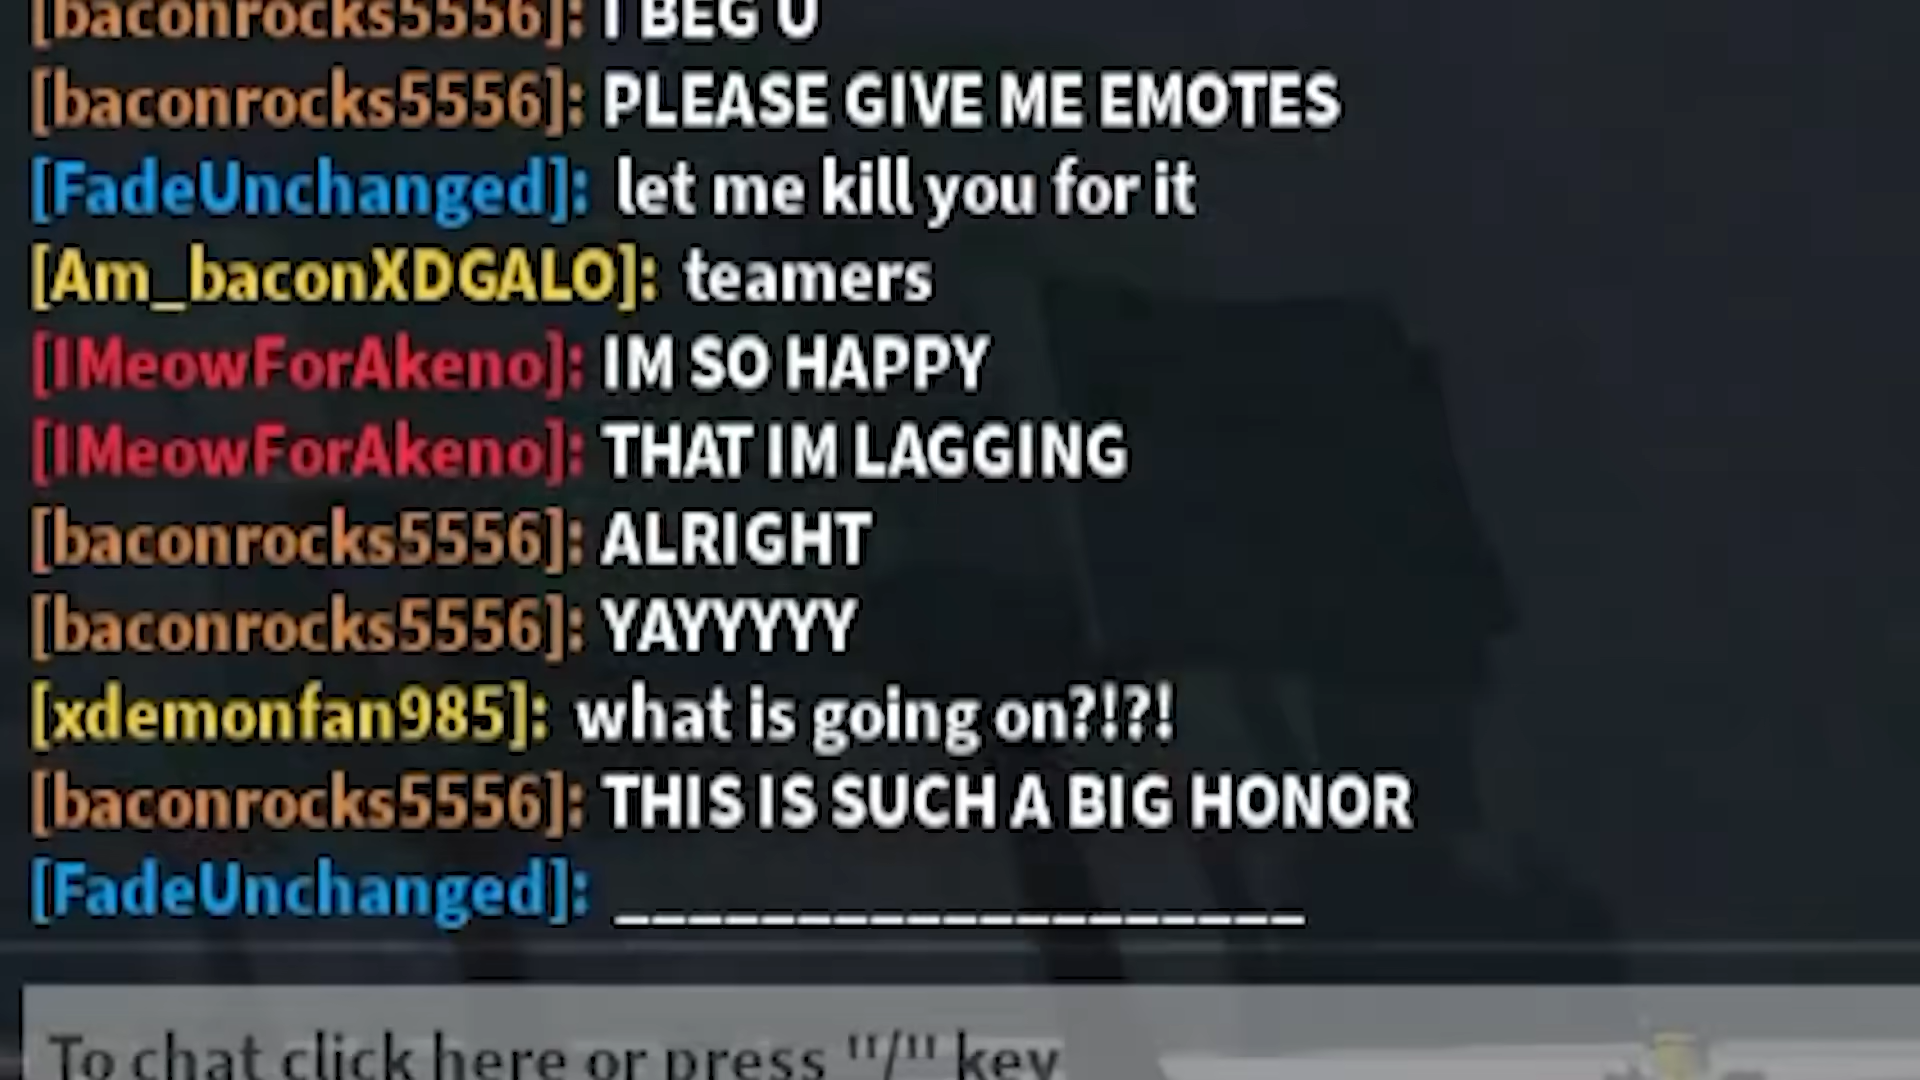 [baconrocks5556]: I BEG U
[baconrocks5556]: PLEASE GIVE ME EMOTES
[FadeUnchanged]: let me kill you for it
[Am_baconXDGALO]: teamers
[IMeowForAkeno]: IM SO HAPPY
[IMeowForAkeno]: THAT IM LAGGING
[baconrocks5556]: ALRIGHT
[baconrocks5556]: YAYYYYY
[xdemonfan985]: what is going on?!?!
[baconrocks5556]: THIS IS SUCH A BIG HONOR
[FadeUnchanged]: ___________________
To chat click here or press "/" key